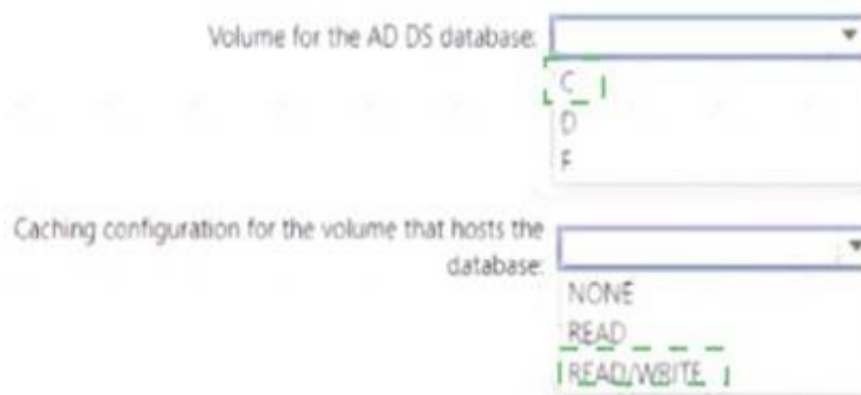 Volume for the AD DS database:
C
D
F
Caching configuration for the volume that hosts the
database:
NONE
READ
READ/WRITE